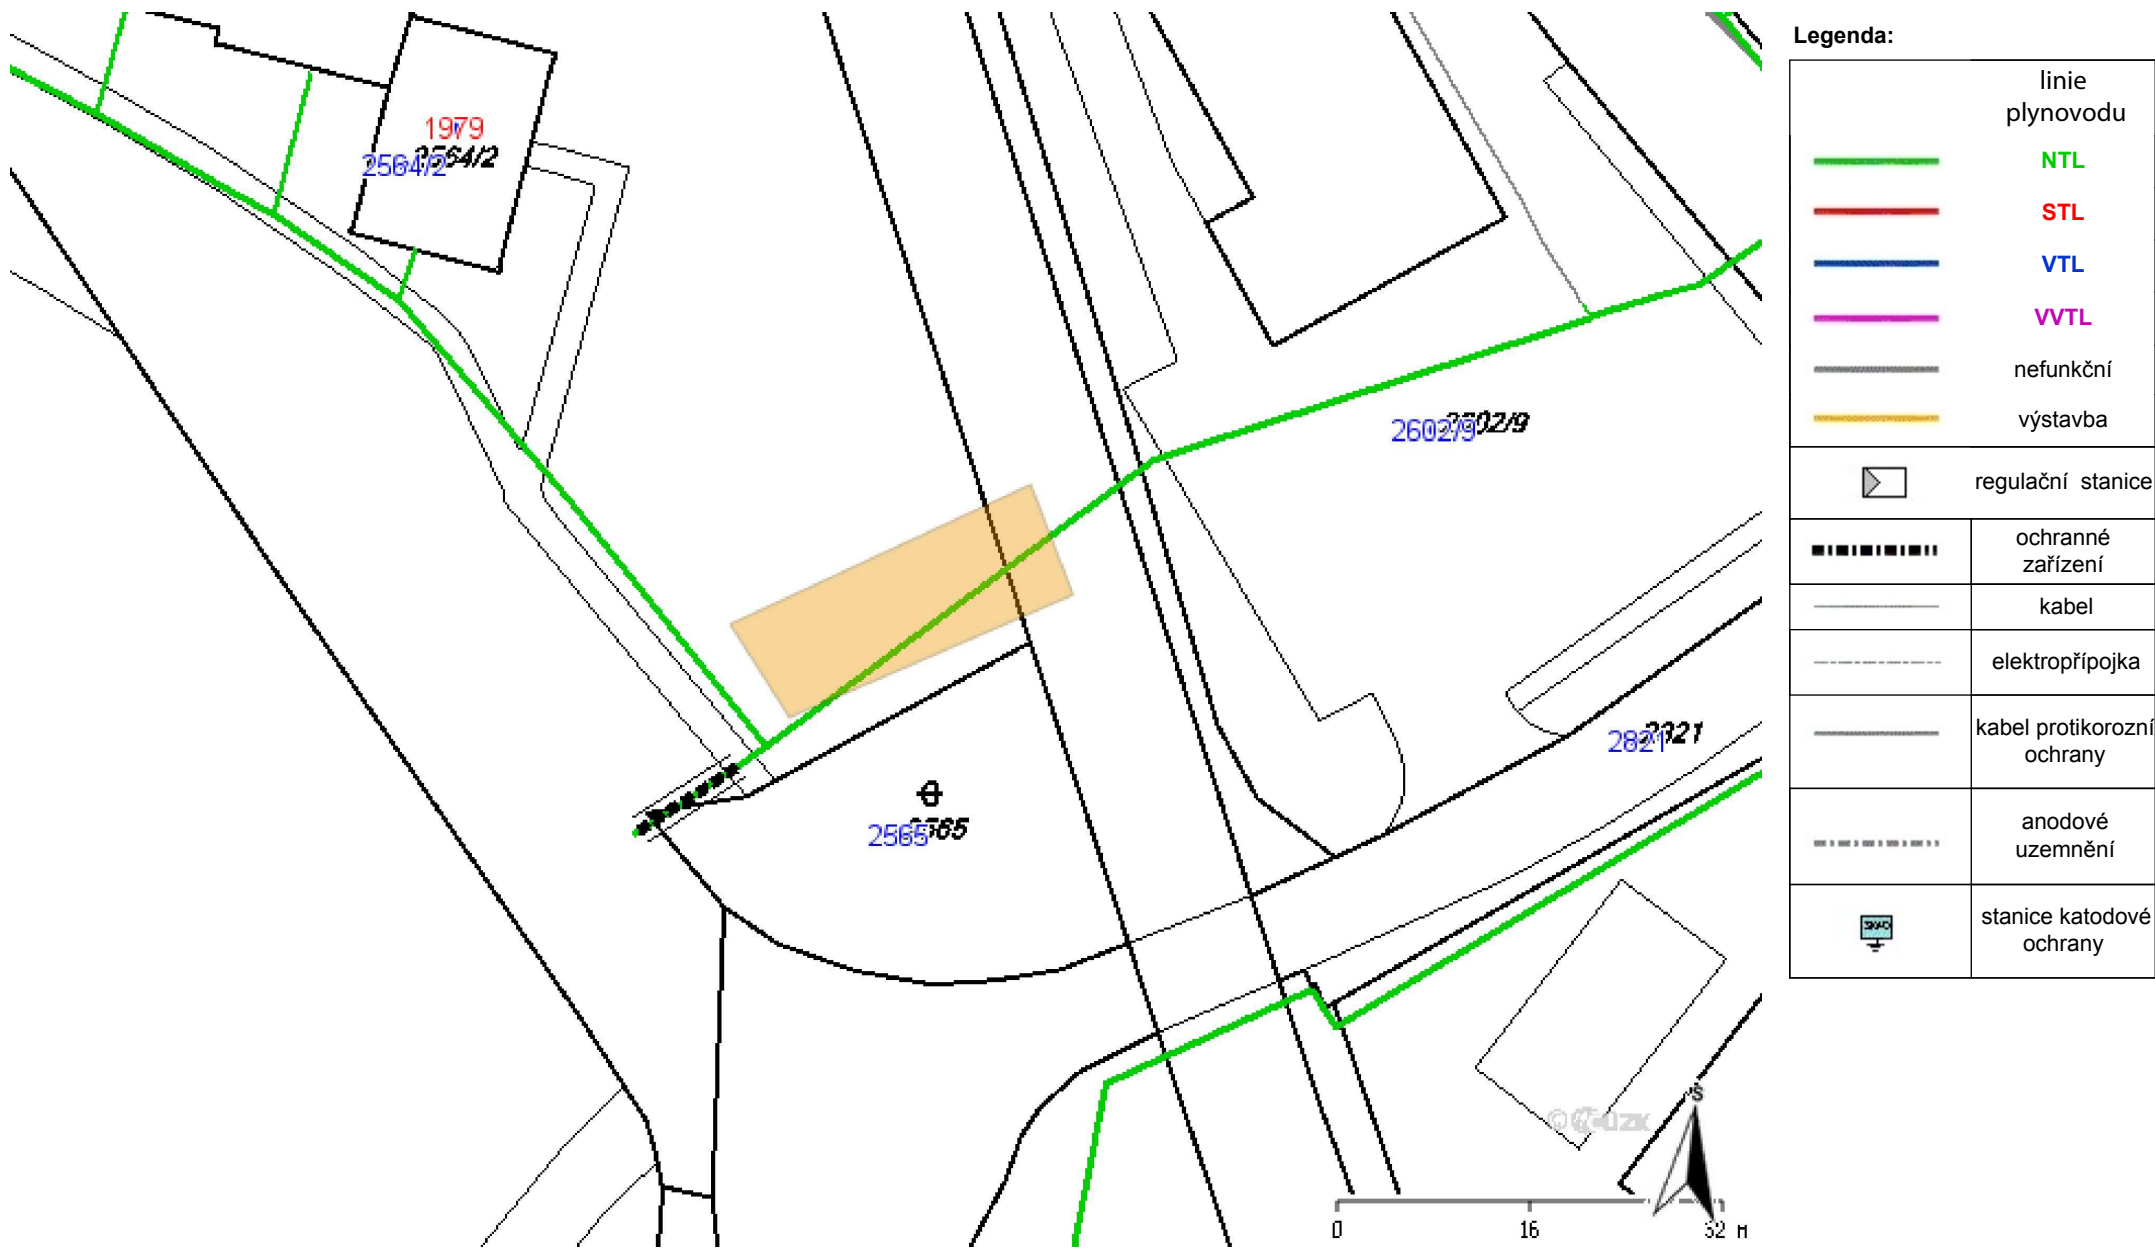 1979
2564/2
2564/2
2602/9
2602/9
2821
2821
2565
2565
Š
0 16 32 M
Legenda:
linie
plynovodu
NTL
STL
VTL
VVTL
nefunkční
výstavba
regulační stanice
ochranné
zařízení
kabel
elektropřípojka
kabel protikorozní
ochrany
anodové
uzemnění
stanice katodové
ochrany